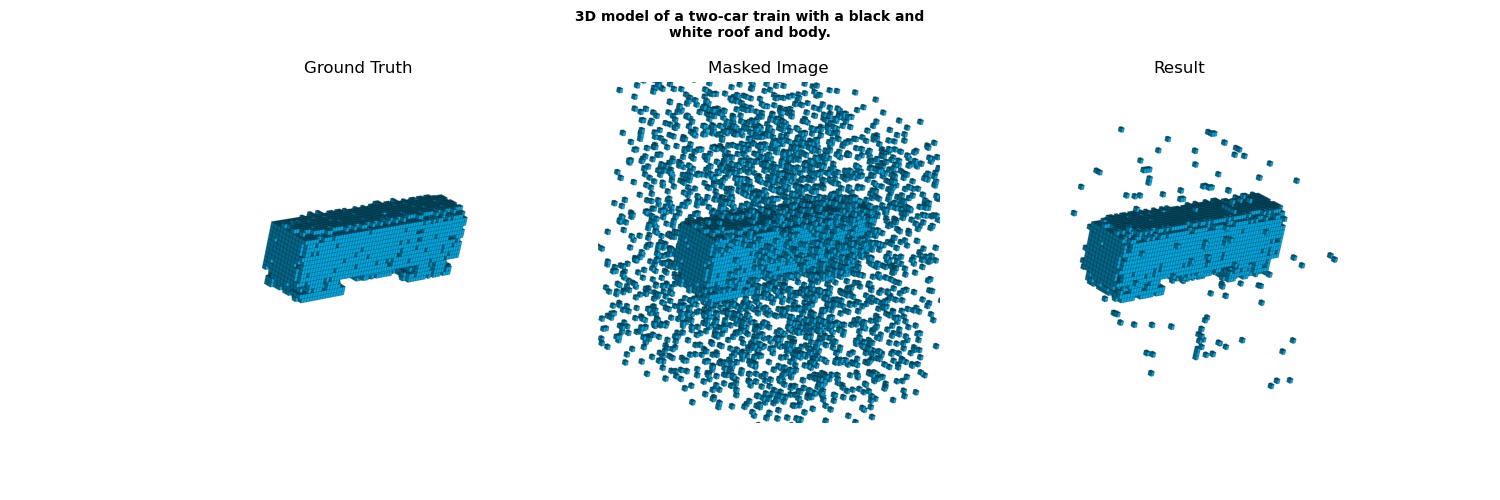 3D model of a two-car train with a black and
white roof and body.
Ground Truth
Masked Image
Result